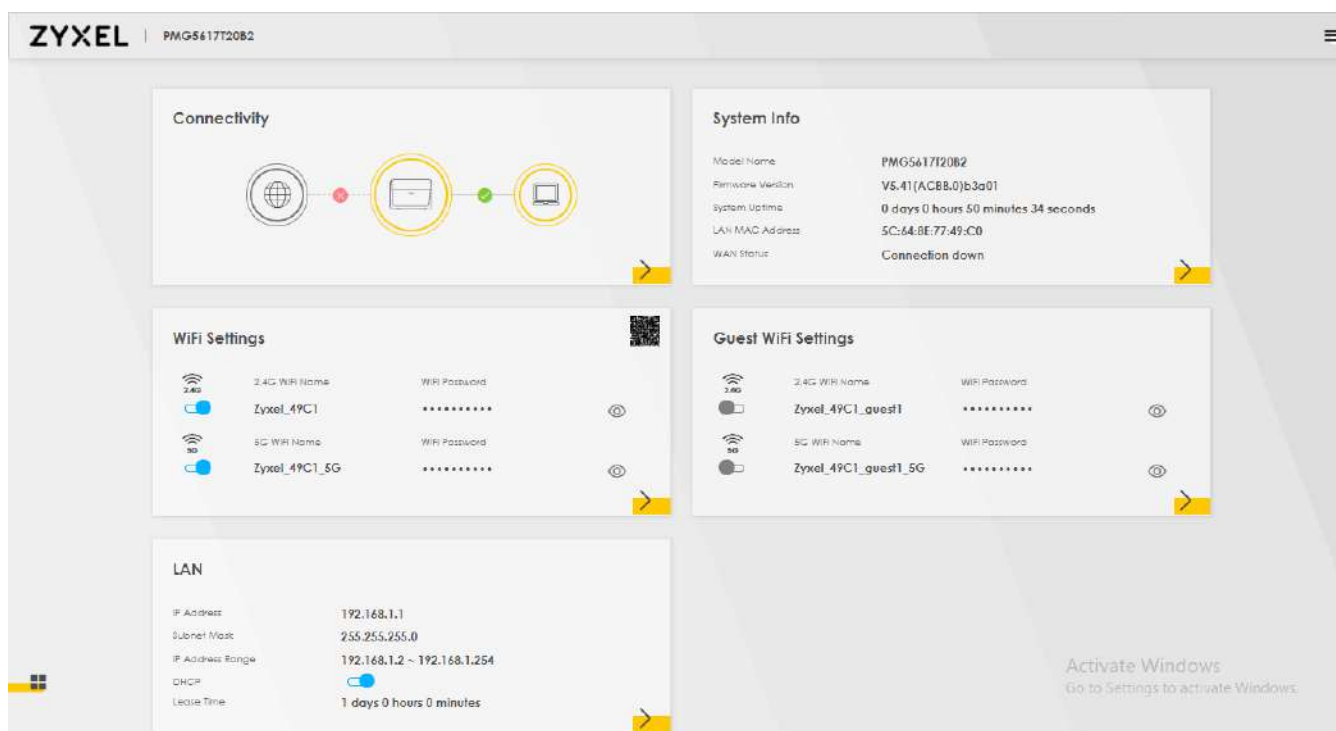 ZYXEL | PMG5617T20B2
Connectivity
System Info
Model Name PMG5617T20B2
Firmware Version V5.41(ACBB.0)b3a01
System Uptime 0 days 0 hours 50 minutes 34 seconds
LAN MAC Address 5C:64:8E:77:49:C0
WAN Status Connection down
WiFi Settings
2.4G 2.4G WiFi Name WiFi Password
Zyxel_49C1 ••••••••••
5G 5G WiFi Name WiFi Password
Zyxel_49C1_5G ••••••••••
Guest WiFi Settings
2.4G 2.4G WiFi Name WiFi Password
Zyxel_49C1_guest1 ••••••••••
5G 5G WiFi Name WiFi Password
Zyxel_49C1_guest1_5G ••••••••••
LAN
IP Address 192.168.1.1
Subnet Mask 255.255.255.0
IP Address Range 192.168.1.2 ~ 192.168.1.254
DHCP
Lease Time 1 days 0 hours 0 minutes
Activate Windows
Go to Settings to activate Windows.